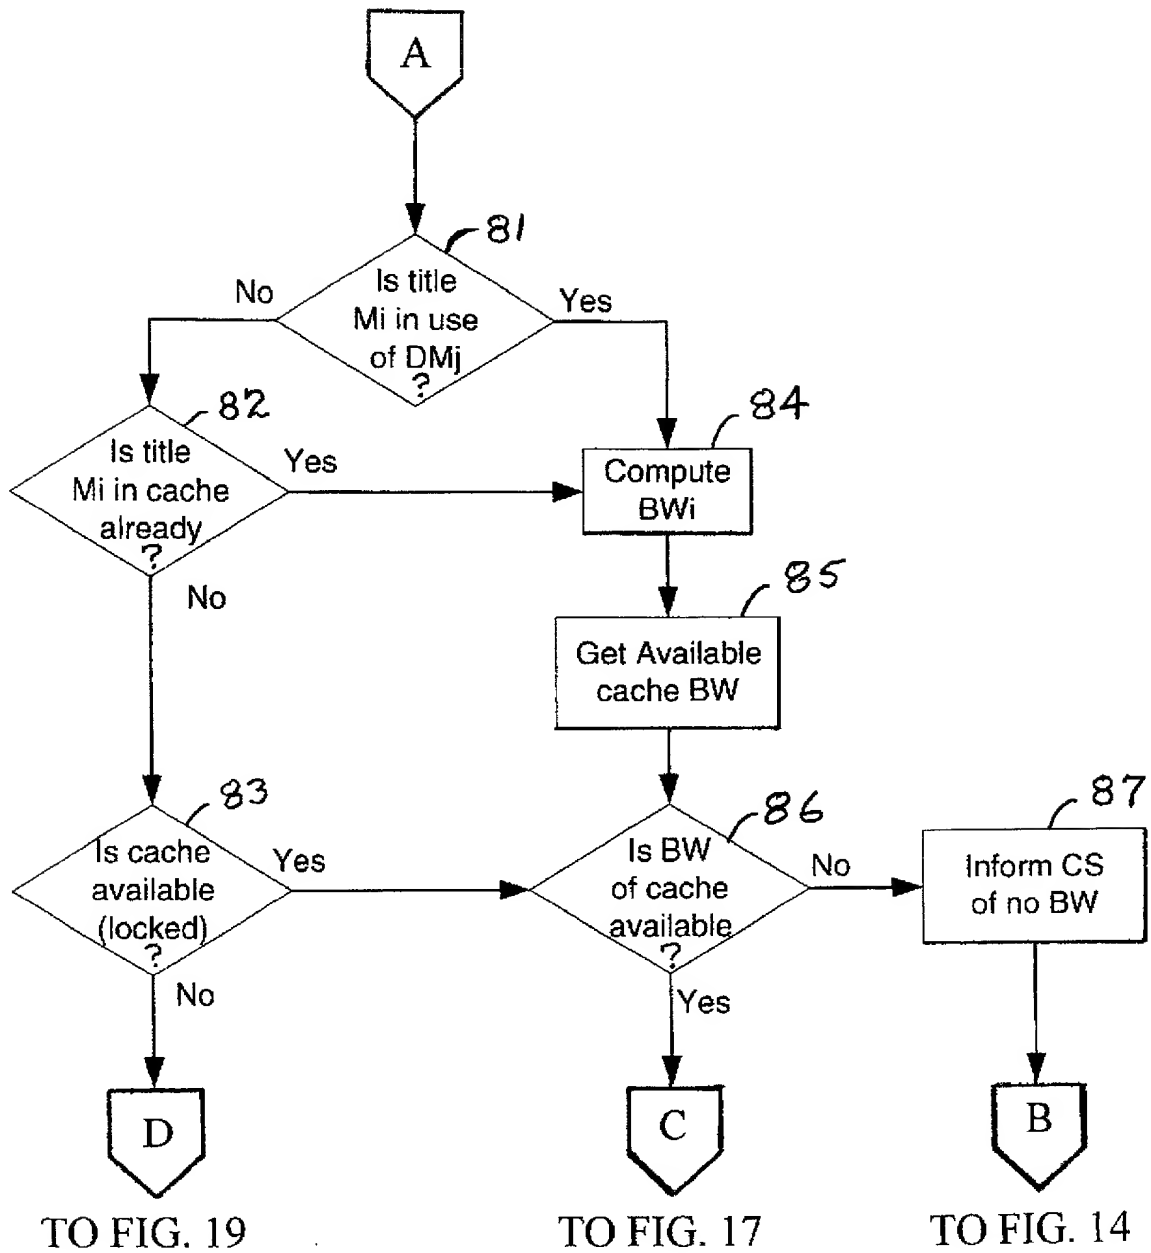 A
81
Is title
Mi in use
of DMj
?
No
Yes
82
Is title
Mi in cache
already
?
Yes
No
84
Compute
BWi
85
Get Available
cache BW
83
Is cache
available
(locked)
?
Yes
No
86
Is BW
of cache
available
?
No
Yes
87
Inform CS
of no BW
D
C
B
TO FIG. 19
TO FIG. 17
TO FIG. 14